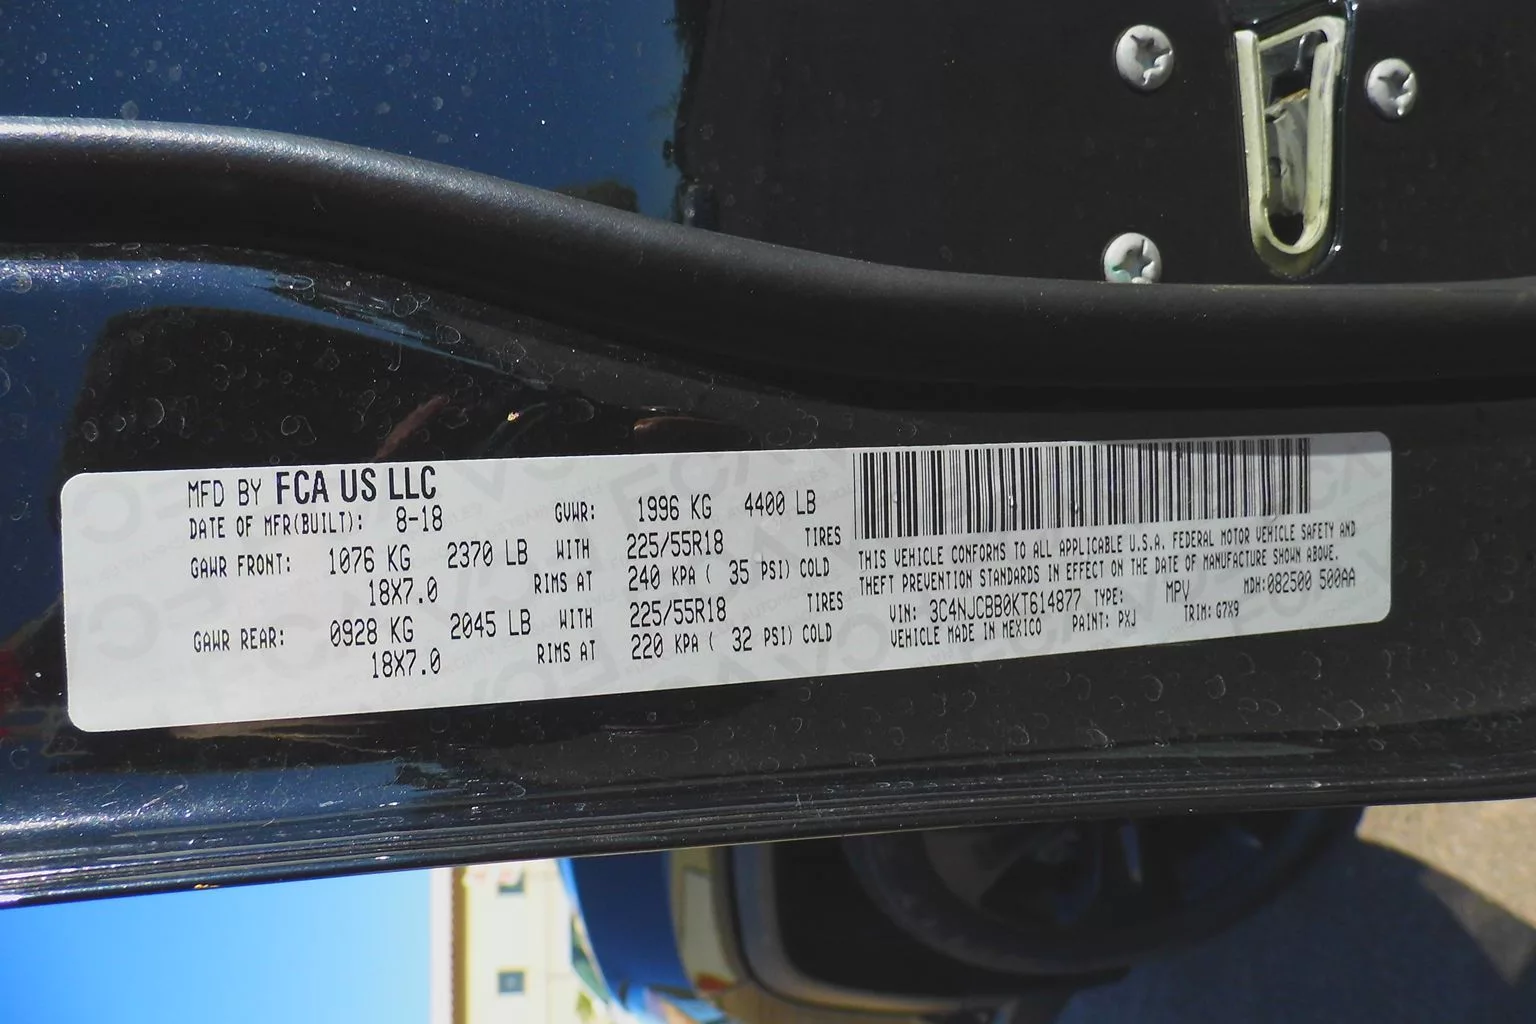 MFD BY FCA US LLC
DATE OF MFR(BUILT): 8-18 GVWR: 1996 KG 4400 LB
GAWR FRONT: 1076 KG 2370 LB WITH 225/55R18 TIRES
18X7.0 RIMS AT 240 KPA ( 35 PSI) COLD
GAWR REAR: 0928 KG 2045 LB WITH 225/55R18 TIRES
18X7.0 RIMS AT 220 KPA ( 32 PSI) COLD
THIS VEHICLE CONFORMS TO ALL APPLICABLE U.S.A. FEDERAL MOTOR VEHICLE SAFETY AND
THEFT PREVENTION STANDARDS IN EFFECT ON THE DATE OF MANUFACTURE SHOWN ABOVE.
VIN: 3C4NJCBB0KT614877 TYPE: MPV MDH:082500 500AA
VEHICLE MADE IN MEXICO PAINT: PXJ TRIM: G7X9